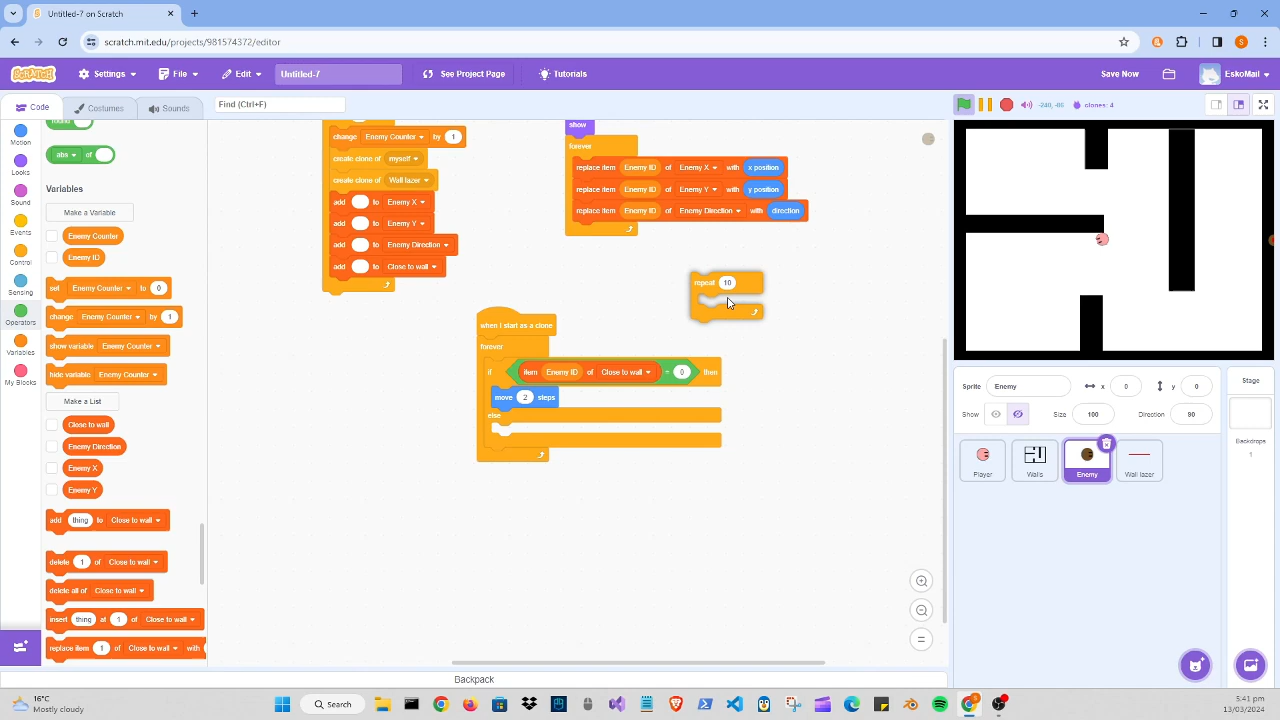 Untitled-7 on Scratch
scratch.mit.edu/projects/981574372/editor
S
SCRATCH
Settings
File
Edit
Untitled-7
See Project Page
Tutorials
Save Now
EskoMail
Code
Costumes
Sounds
Find (Ctrl+F)
-240, -86
clones: 4
Motion
Looks
Sound
Events
Control
Sensing
Operators
Variables
My Blocks
abs of
Variables
Make a Variable
Enemy Counter
Enemy ID
set Enemy Counter to 0
change Enemy Counter by 1
show variable Enemy Counter
hide variable Enemy Counter
Make a List
Close to wall
Enemy Direction
Enemy X
Enemy Y
add thing to Close to wall
delete 1 of Close to wall
delete all of Close to wall
insert thing at 1 of Close to wall
replace item 1 of Close to wall with
change Enemy Counter by 1
create clone of myself
create clone of Wall lazer
add to Enemy X
add to Enemy Y
add to Enemy Direction
add to Close to wall
show
forever
replace item Enemy ID of Enemy X with x position
replace item Enemy ID of Enemy Y with y position
replace item Enemy ID of Enemy Direction with direction
repeat 10
when I start as a clone
forever
if item Enemy ID of Close to wall = 0 then
move 2 steps
else
Sprite Enemy x 0 y 0
Show Size 100 Direction 80
Player
Walls
Enemy
Wall lazer
Stage
Backdrops
1
Backpack
16°C
Mostly cloudy
Search
5:41 pm
13/03/2024